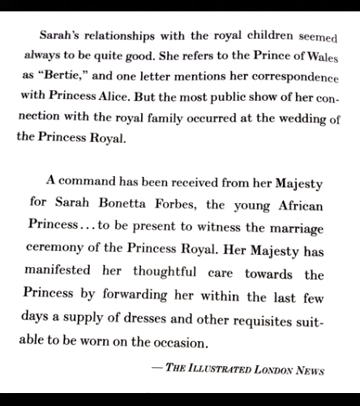 Sarah's relationships with the royal children seemed
always to be quite good. She refers to the Prince of Wales
as “Bertie,” and one letter mentions her correspondence
with Princess Alice. But the most public show of her con-
nection with the royal family occurred at the wedding of
the Princess Royal.
A command has been received from her Majesty
for Sarah Bonetta Forbes, the young African
Princess...to be present to witness the marriage
ceremony of the Princess Royal. Her Majesty has
manifested her thoughtful care towards the
Princess by forwarding her within the last few
days a supply of dresses and other requisites suit-
able to be worn on the occasion.
— THE ILLUSTRATED LONDON NEWS